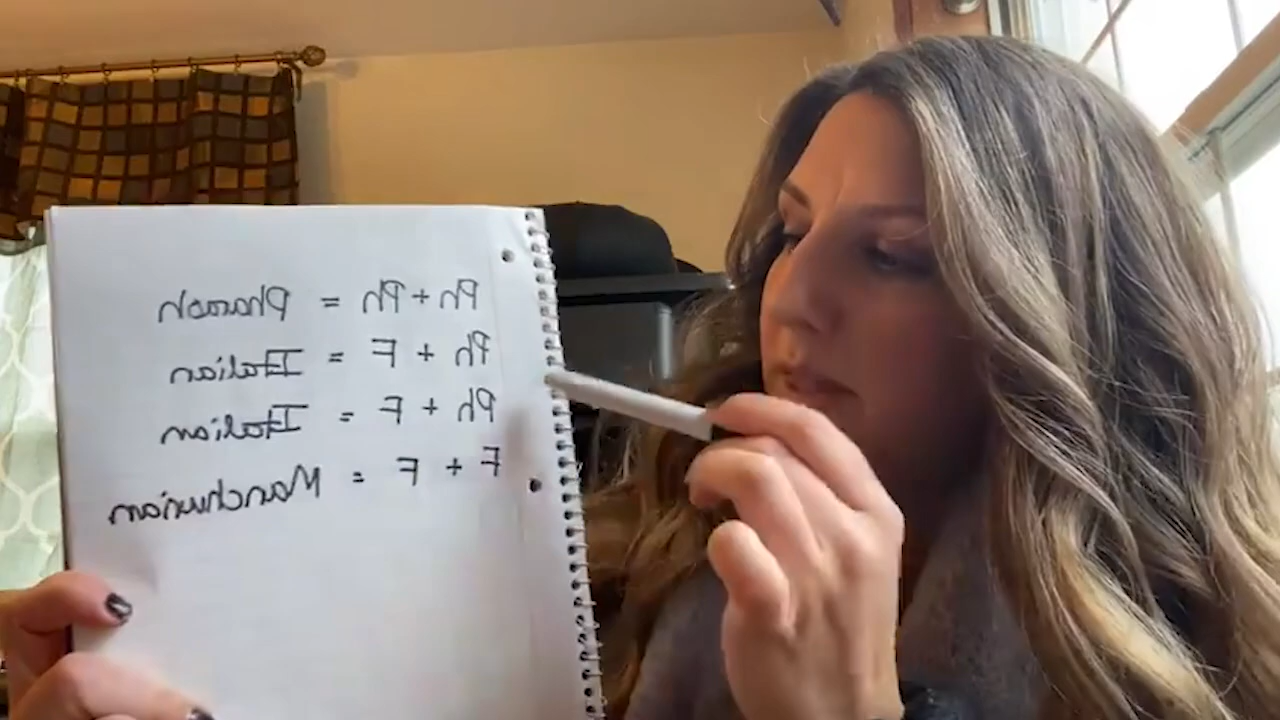 Ph + Ph = Pharaoh
Ph + F = Italian
Ph + F = Italian
F + F = Manchurian